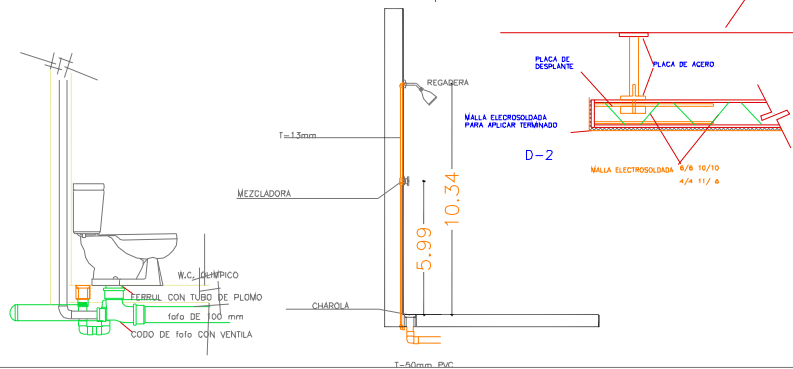 W.C. OLIMPICO
FERRUL CON TUBO DE PLOMO
fofo DE 100 mm
CODO DE fofo CON VENTILA
REGADERA
T=13mm
MEZCLADORA
10.34
5.99
CHAROLA
T=50mm PVC
PLACA DE
DESPLANTE
PLACA DE ACERO
MALLA ELECROSOLDADA
PARA APLICAR TERMINADO
D-2
MALLA ELECTROSOLDADA
6/6 10/10
4/4 11/